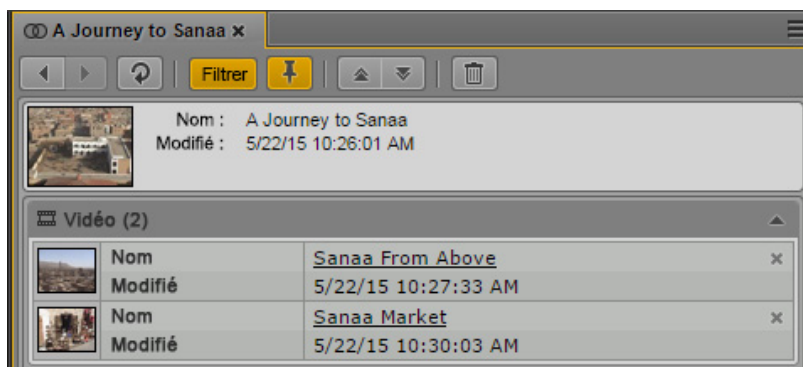 A Journey to Sanaa
Filtrer
Nom : A Journey to Sanaa
Modifié : 5/22/15 10:26:01 AM
Vidéo (2)
Nom Sanaa From Above
Modifié 5/22/15 10:27:33 AM
Nom Sanaa Market
Modifié 5/22/15 10:30:03 AM